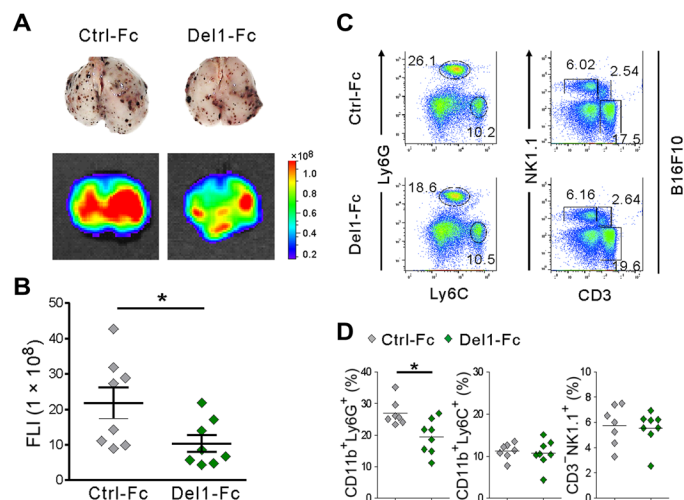 A
Ctrl-Fc Del1-Fc
×10⁸
1.0
0.8
0.6
0.4
0.2
B
*
FLI (1 × 10⁸)
50
40
30
20
10
0
Ctrl-Fc Del1-Fc
C
Ctrl-Fc
Del1-Fc
Ly6G
26.1
10.2
18.6
10.5
Ly6C
NK1.1
6.02
2.54
17.5
6.16
2.64
19.6
CD3
B16F10
D
Ctrl-Fc Del1-Fc
CD11b⁺Ly6G⁺ (%)
40
30
20
10
*
CD11b⁺Ly6C⁺ (%)
30
20
10
0
CD3⁻NK1.1⁺ (%)
10
8
6
4
2
0